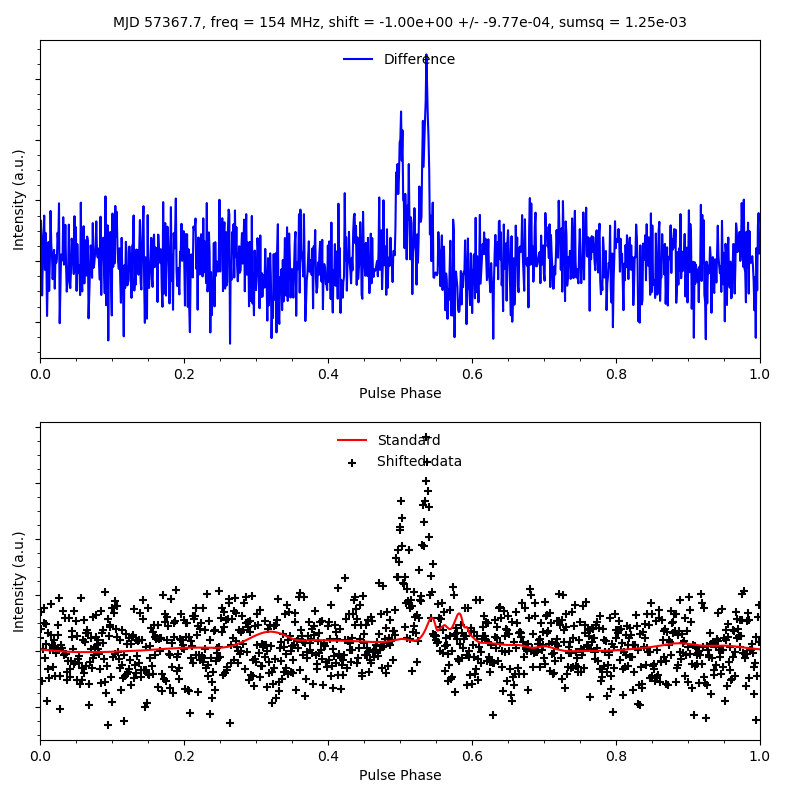 MJD 57367.7, freq = 154 MHz, shift = -1.00e+00 +/- -9.77e-04, sumsq = 1.25e-03
Difference
Intensity (a.u.)
0.0 0.2 0.4 0.6 0.8 1.0
Pulse Phase
Standard
Shifted data
Intensity (a.u.)
0.0 0.2 0.4 0.6 0.8 1.0
Pulse Phase